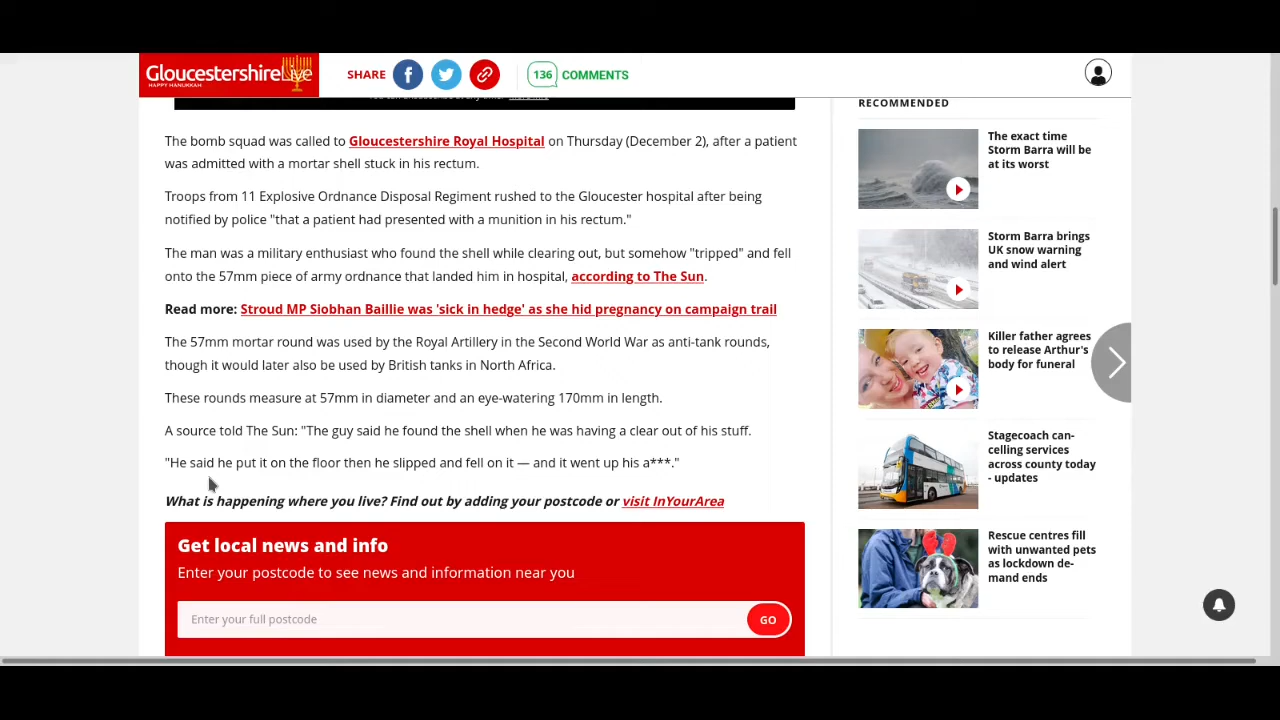 GloucestershireLive
HAPPY HANUKKAH
SHARE
136 COMMENTS
The bomb squad was called to Gloucestershire Royal Hospital on Thursday (December 2), after a patient
was admitted with a mortar shell stuck in his rectum.
Troops from 11 Explosive Ordnance Disposal Regiment rushed to the Gloucester hospital after being
notified by police "that a patient had presented with a munition in his rectum."
The man was a military enthusiast who found the shell while clearing out, but somehow "tripped" and fell
onto the 57mm piece of army ordnance that landed him in hospital, according to The Sun.
Read more: Stroud MP Siobhan Baillie was 'sick in hedge' as she hid pregnancy on campaign trail
The 57mm mortar round was used by the Royal Artillery in the Second World War as anti-tank rounds,
though it would later also be used by British tanks in North Africa.
These rounds measure at 57mm in diameter and an eye-watering 170mm in length.
A source told The Sun: "The guy said he found the shell when he was having a clear out of his stuff.
"He said he put it on the floor then he slipped and fell on it — and it went up his a***."
What is happening where you live? Find out by adding your postcode or visit InYourArea
Get local news and info
Enter your postcode to see news and information near you
Enter your full postcode
GO
RECOMMENDED
The exact time
Storm Barra will be
at its worst
Storm Barra brings
UK snow warning
and wind alert
Killer father agrees
to release Arthur's
body for funeral
Stagecoach can-
celling services
across county today
- updates
Rescue centres fill
with unwanted pets
as lockdown de-
mand ends